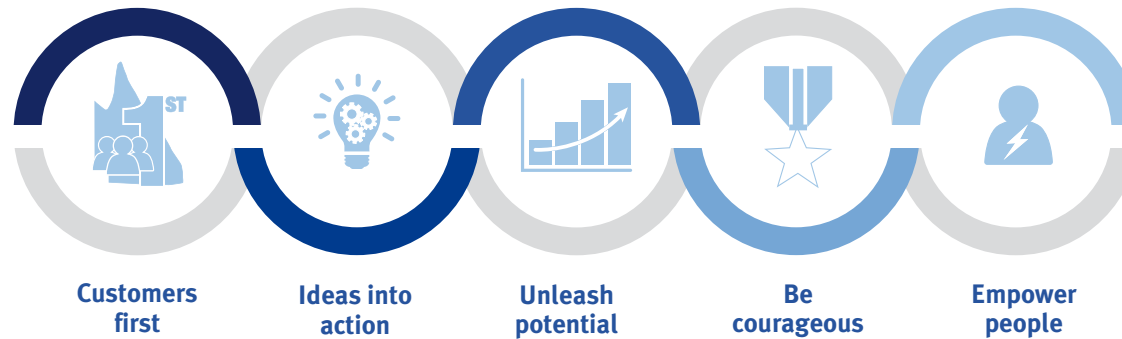 1ST
Customers
first
Ideas into
action
Unleash
potential
Be
courageous
Empower
people